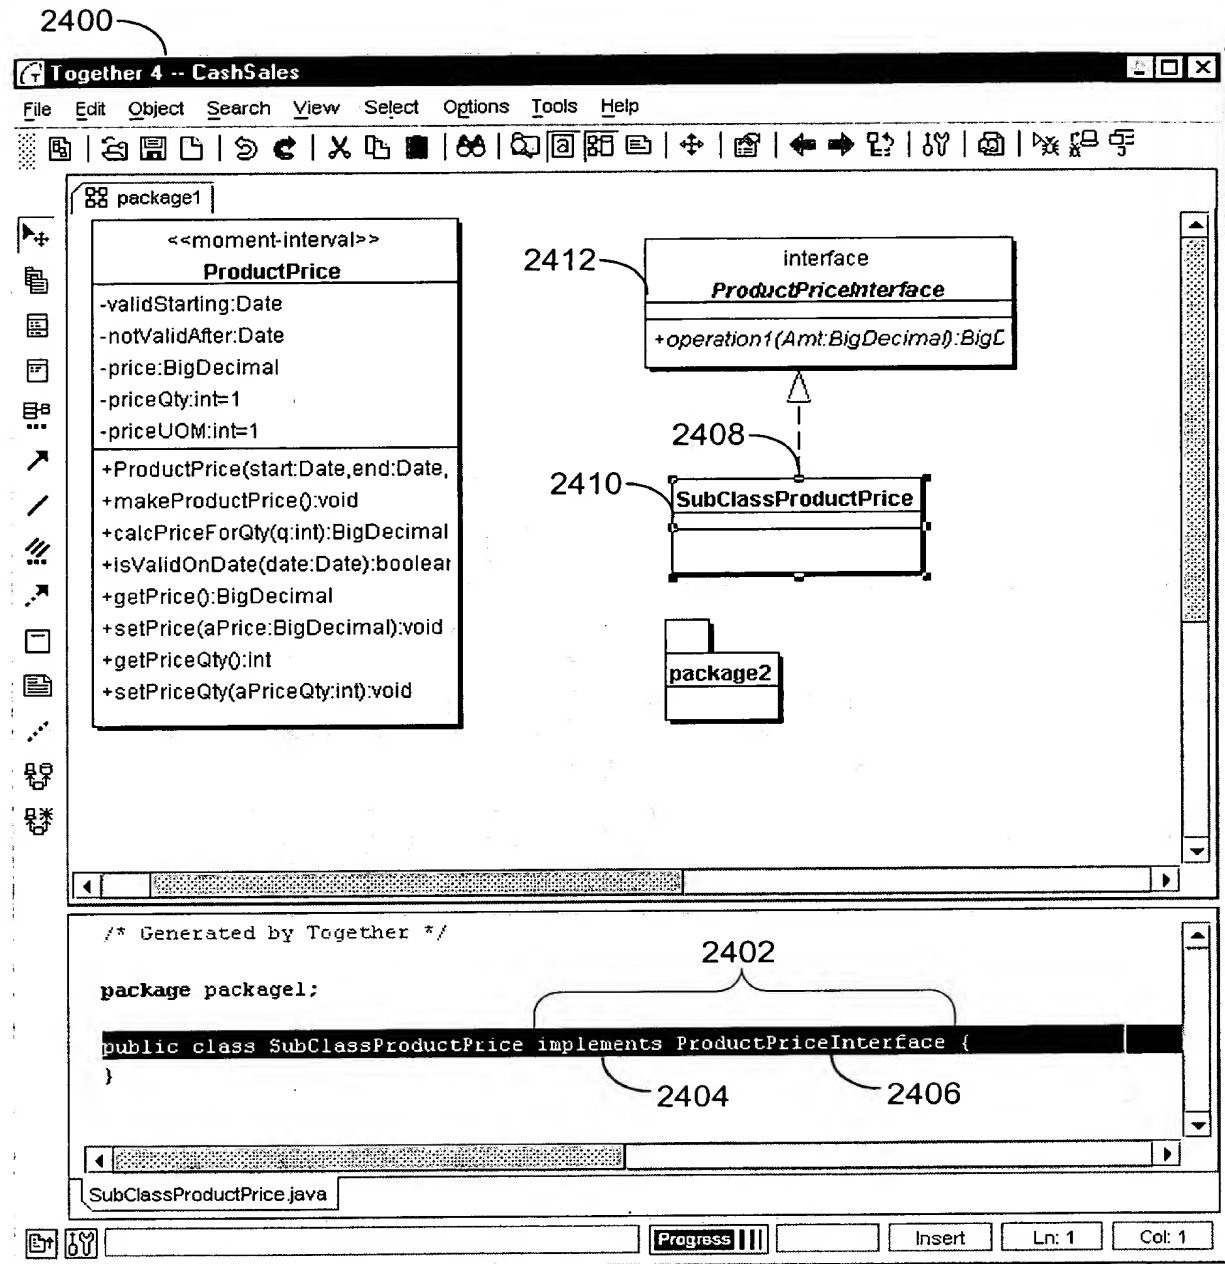 2400
Together 4 -- CashSales
File Edit Object Search View Select Options Tools Help
package1
<<moment-interval>>
ProductPrice
-validStarting:Date
-notValidAfter:Date
-price:BigDecimal
-priceQty:int=1
-priceUOM:int=1
+ProductPrice(start:Date,end:Date,
+makeProductPrice():void
+calcPriceForQty(q:int):BigDecimal
+isValidOnDate(date:Date):boolear
+getPrice():BigDecimal
+setPrice(aPrice:BigDecimal):void
+getPriceQty():int
+setPriceQty(aPriceQty:int):void
2412
interface
ProductPriceInterface
+operation1(Amt:BigDecimal):BigD
2408
2410
SubClassProductPrice
package2
/* Generated by Together */
2402
package package1;
public class SubClassProductPrice implements ProductPriceInterface {
}
2404
2406
SubClassProductPrice.java
Progress
Insert
Ln: 1
Col: 1